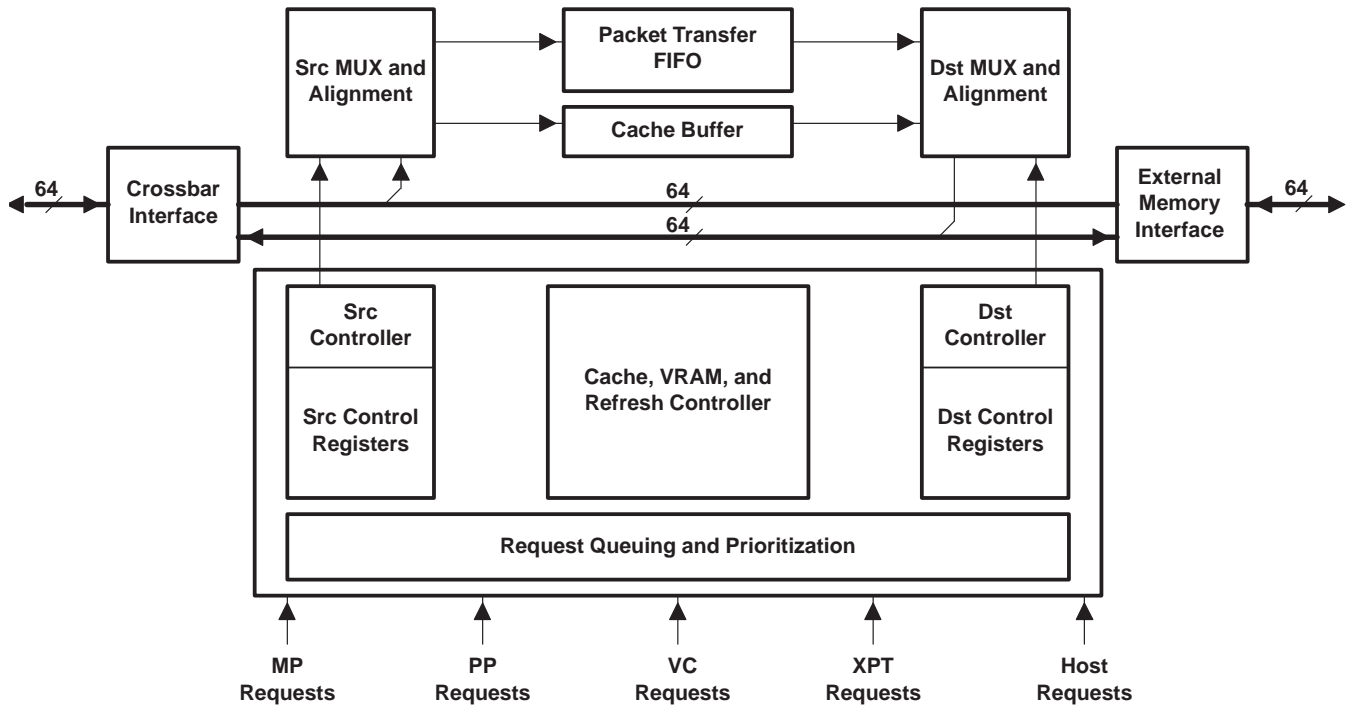 Packet Transfer
FIFO
Src MUX and
Alignment
Dst MUX and
Alignment
Cache Buffer
64
Crossbar
Interface
64
64
External
Memory
Interface
64
Src
Controller
Src Control
Registers
Cache, VRAM, and
Refresh Controller
Dst
Controller
Dst Control
Registers
Request Queuing and Prioritization
MP
Requests
PP
Requests
VC
Requests
XPT
Requests
Host
Requests